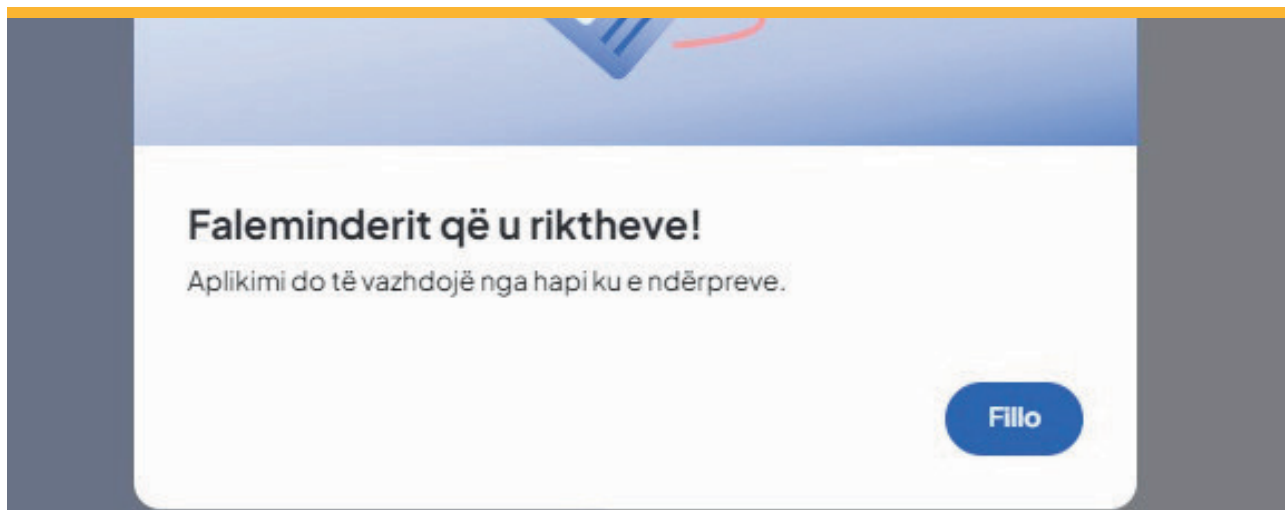 Faleminderit që u riktheve!
Aplikimi do të vazhdojë nga hapi ku e ndërpreve.
Fillo